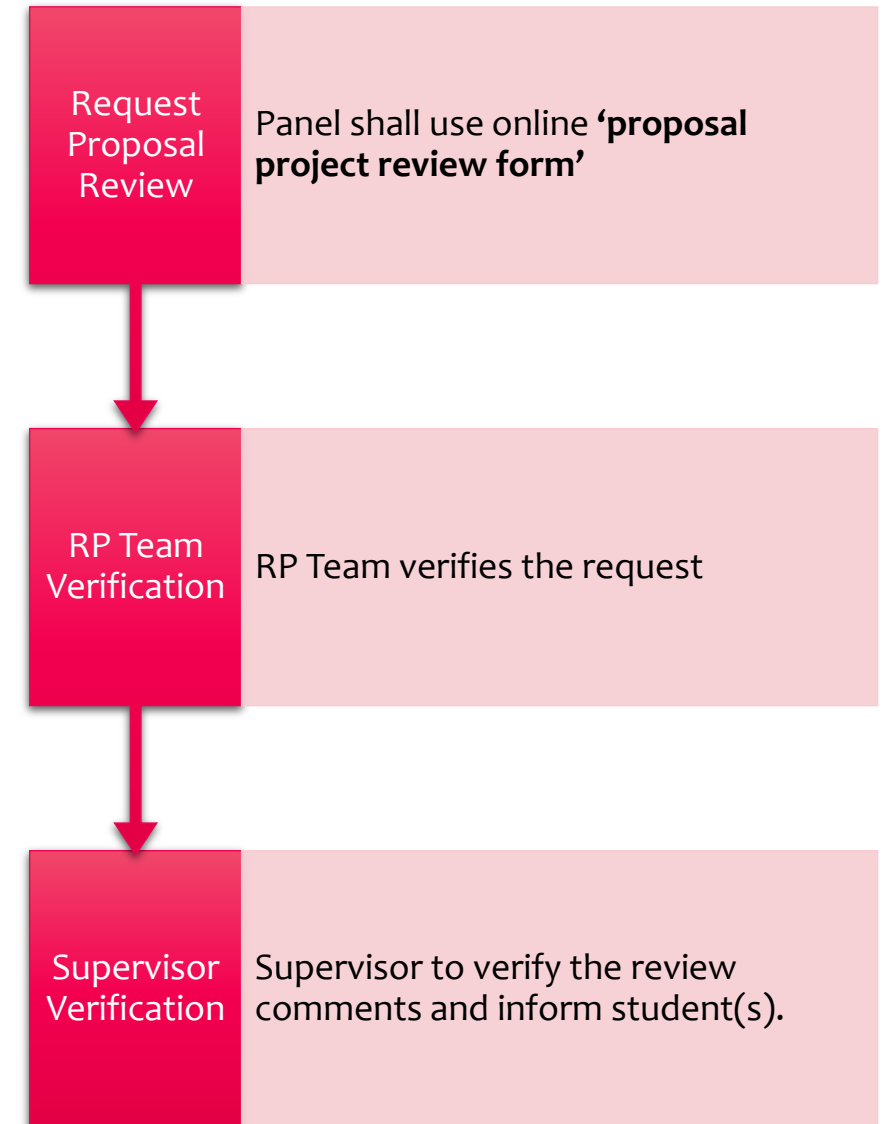 Request
Proposal
Review
Panel shall use online ‘proposal
project review form’
RP Team
Verification
RP Team verifies the request
Supervisor
Verification
Supervisor to verify the review
comments and inform student(s).